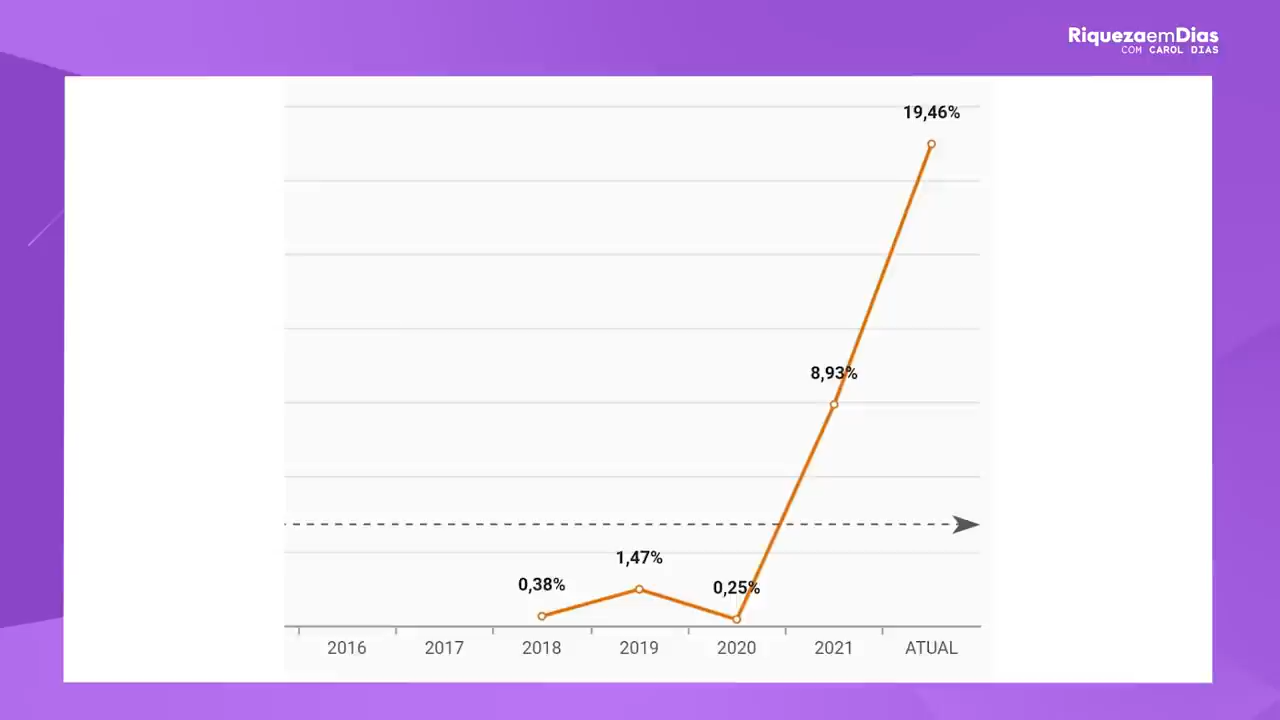 RiquezaemDias
COM CAROL DIAS
19,46%
8,93%
1,47%
0,38%
0,25%
2016 2017 2018 2019 2020 2021 ATUAL